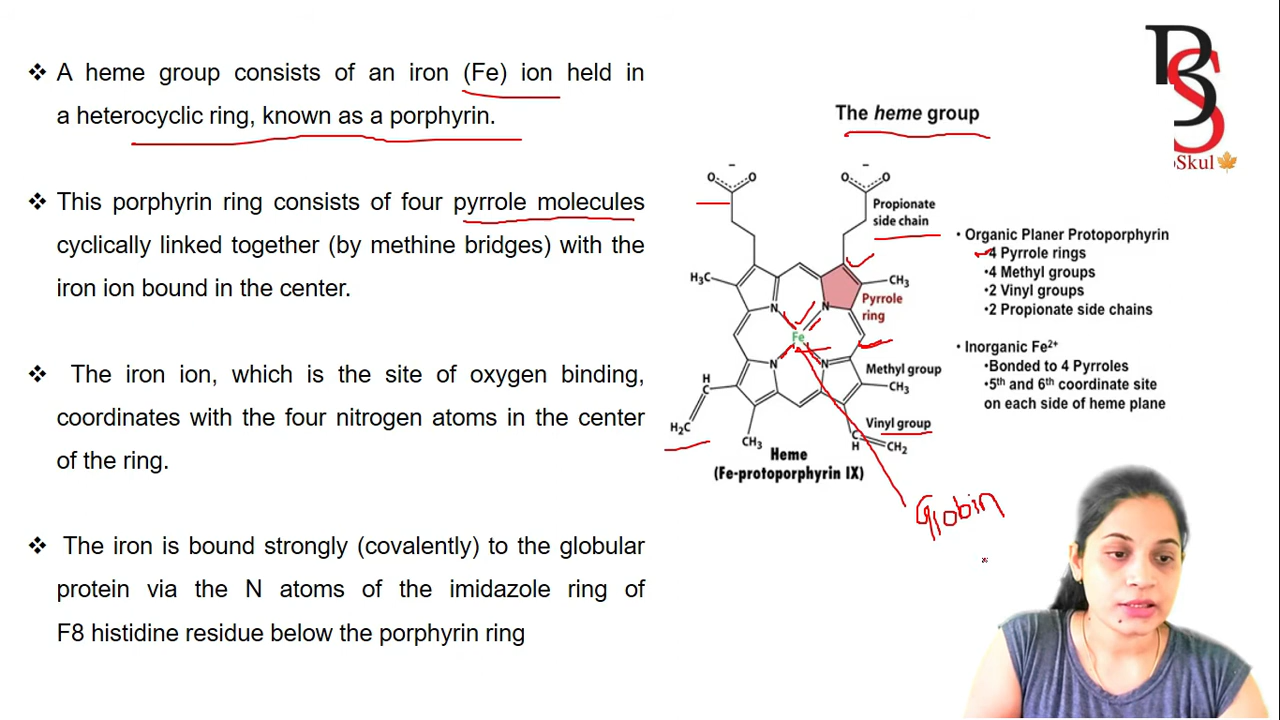 ❖ A heme group consists of an iron (Fe) ion held in
a heterocyclic ring, known as a porphyrin.
❖ This porphyrin ring consists of four pyrrole molecules
cyclically linked together (by methine bridges) with the
iron ion bound in the center.
❖ The iron ion, which is the site of oxygen binding,
coordinates with the four nitrogen atoms in the center
of the ring.
❖ The iron is bound strongly (covalently) to the globular
protein via the N atoms of the imidazole ring of
F8 histidine residue below the porphyrin ring
BS
Skul
The heme group
− −
O O O O
Propionate
side chain
H₃C CH₃
Pyrrole
ring
N N
Fe
N N
Methyl group
H
C CH₃
H₂C
Vinyl group
C
H CH₂
CH₃
Heme
(Fe-protoporphyrin IX)
• Organic Planer Protoporphyrin
•4 Pyrrole rings
•4 Methyl groups
•2 Vinyl groups
•2 Propionate side chains
• Inorganic Fe²⁺
•Bonded to 4 Pyrroles
•5th and 6th coordinate site
on each side of heme plane
Globin